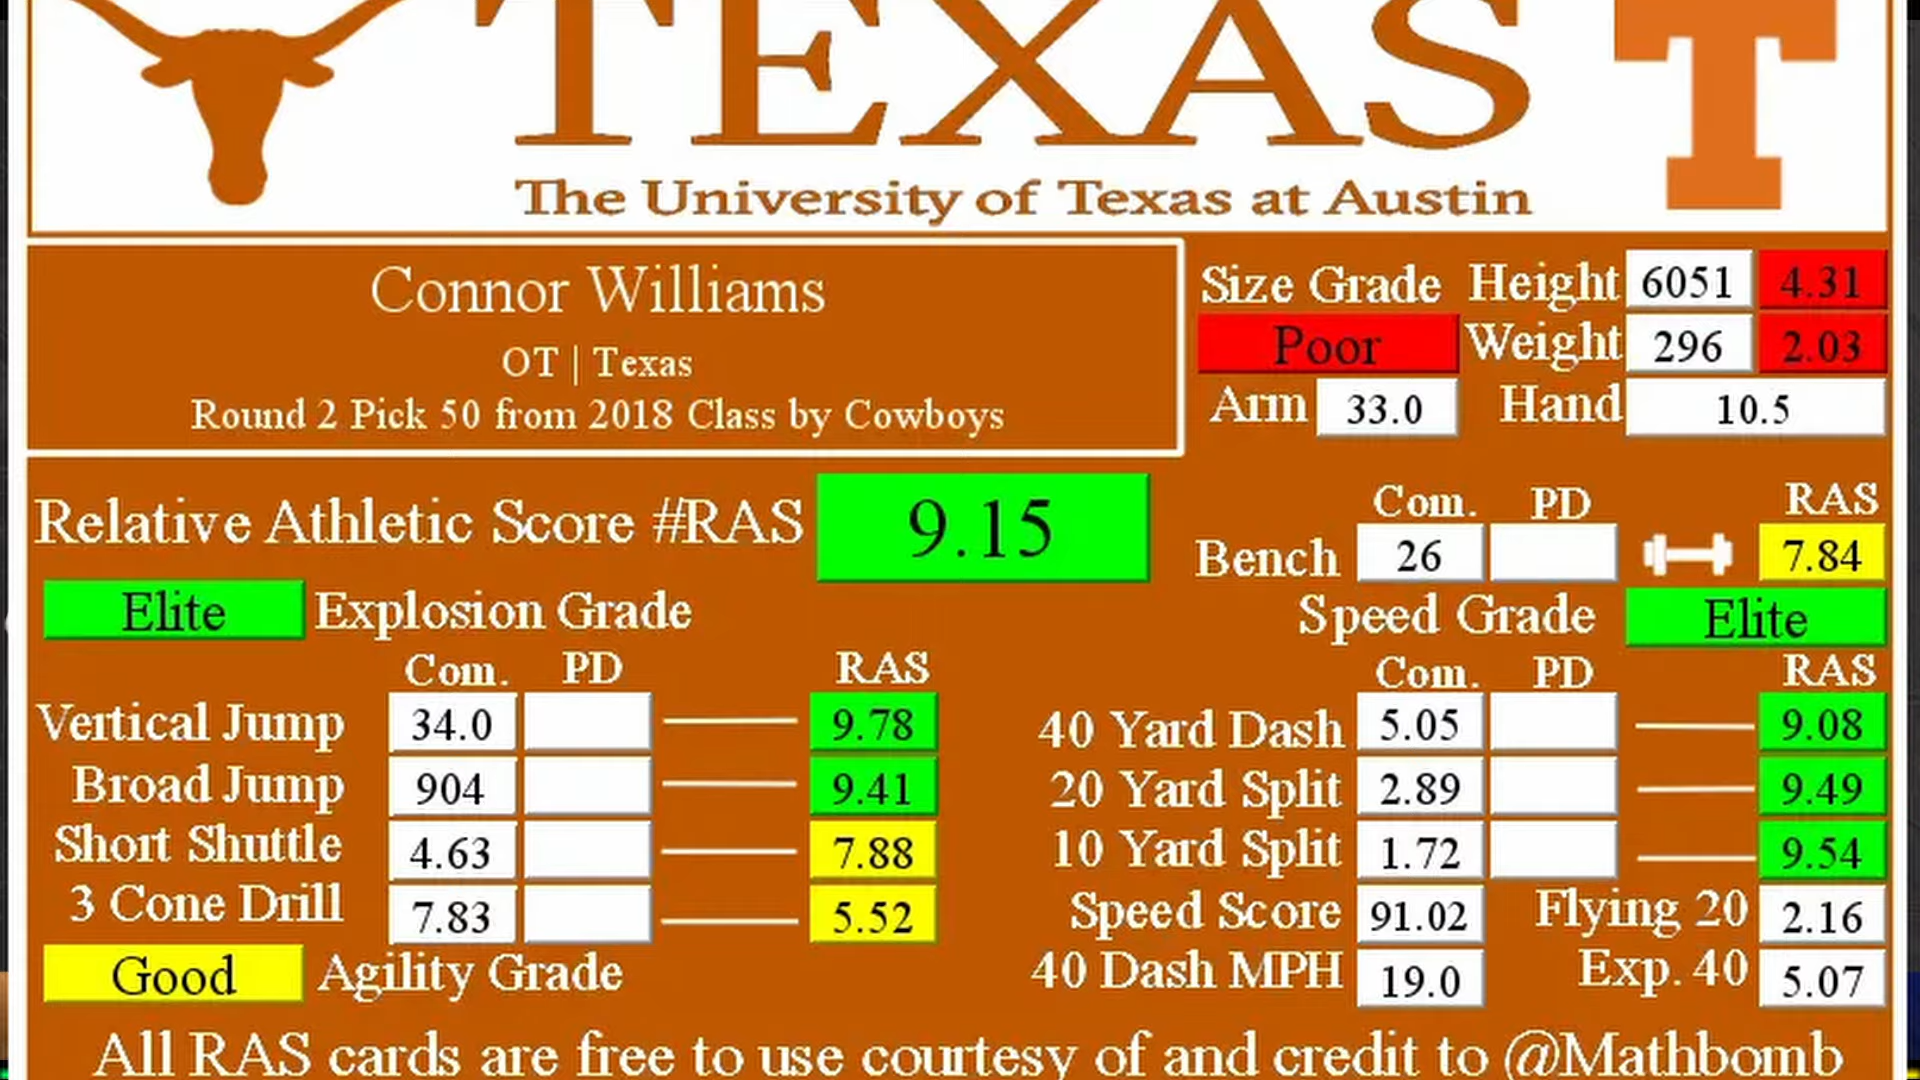 TEXAS
T
The University of Texas at Austin
Connor Williams
OT | Texas
Round 2 Pick 50 from 2018 Class by Cowboys
Size Grade Height 6051 4.31
Poor Weight 296 2.03
Arm 33.0 Hand 10.5
Relative Athletic Score #RAS 9.15
Com. PD RAS
Bench 26 7.84
Elite Explosion Grade
Speed Grade Elite
Com. PD RAS
Vertical Jump 34.0 9.78
Broad Jump 904 9.41
Short Shuttle 4.63 7.88
3 Cone Drill 7.83 5.52
Good Agility Grade
Com. PD RAS
40 Yard Dash 5.05 9.08
20 Yard Split 2.89 9.49
10 Yard Split 1.72 9.54
Speed Score 91.02 Flying 20 2.16
40 Dash MPH 19.0 Exp. 40 5.07
All RAS cards are free to use courtesy of and credit to @Mathbomb